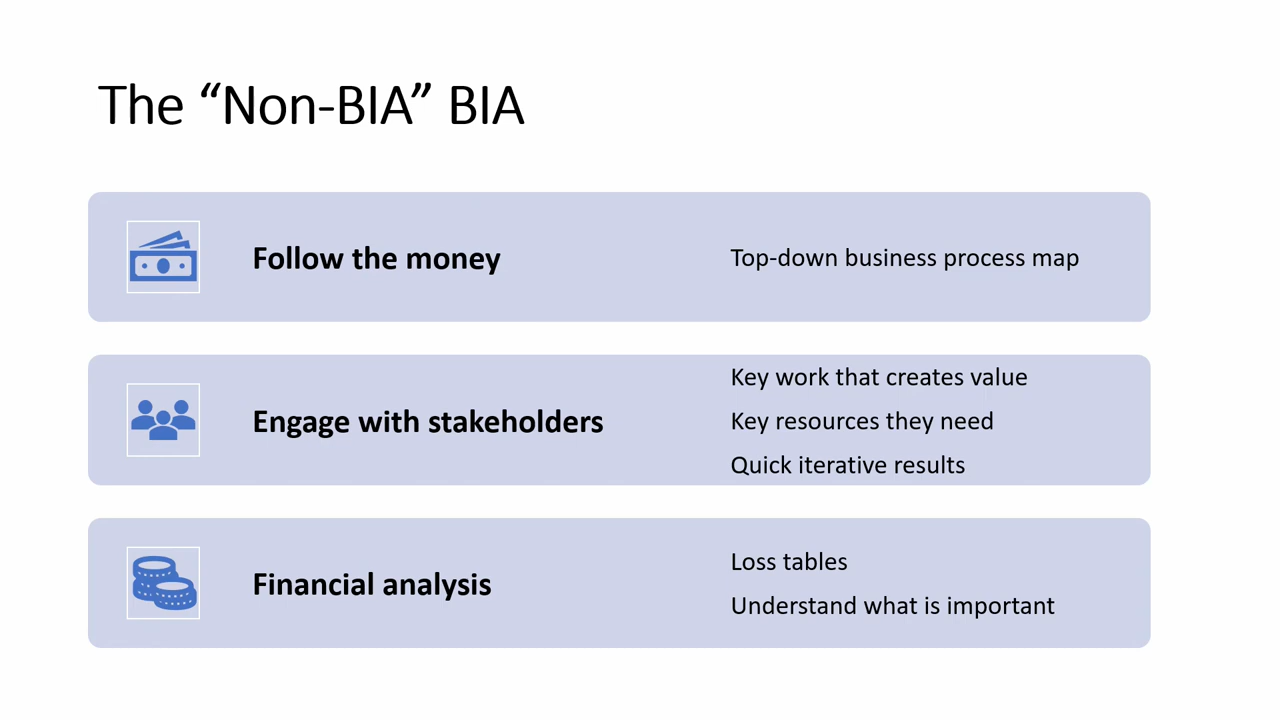 The “Non-BIA” BIA
Follow the money
Top-down business process map
Engage with stakeholders
Key work that creates value
Key resources they need
Quick iterative results
Financial analysis
Loss tables
Understand what is important